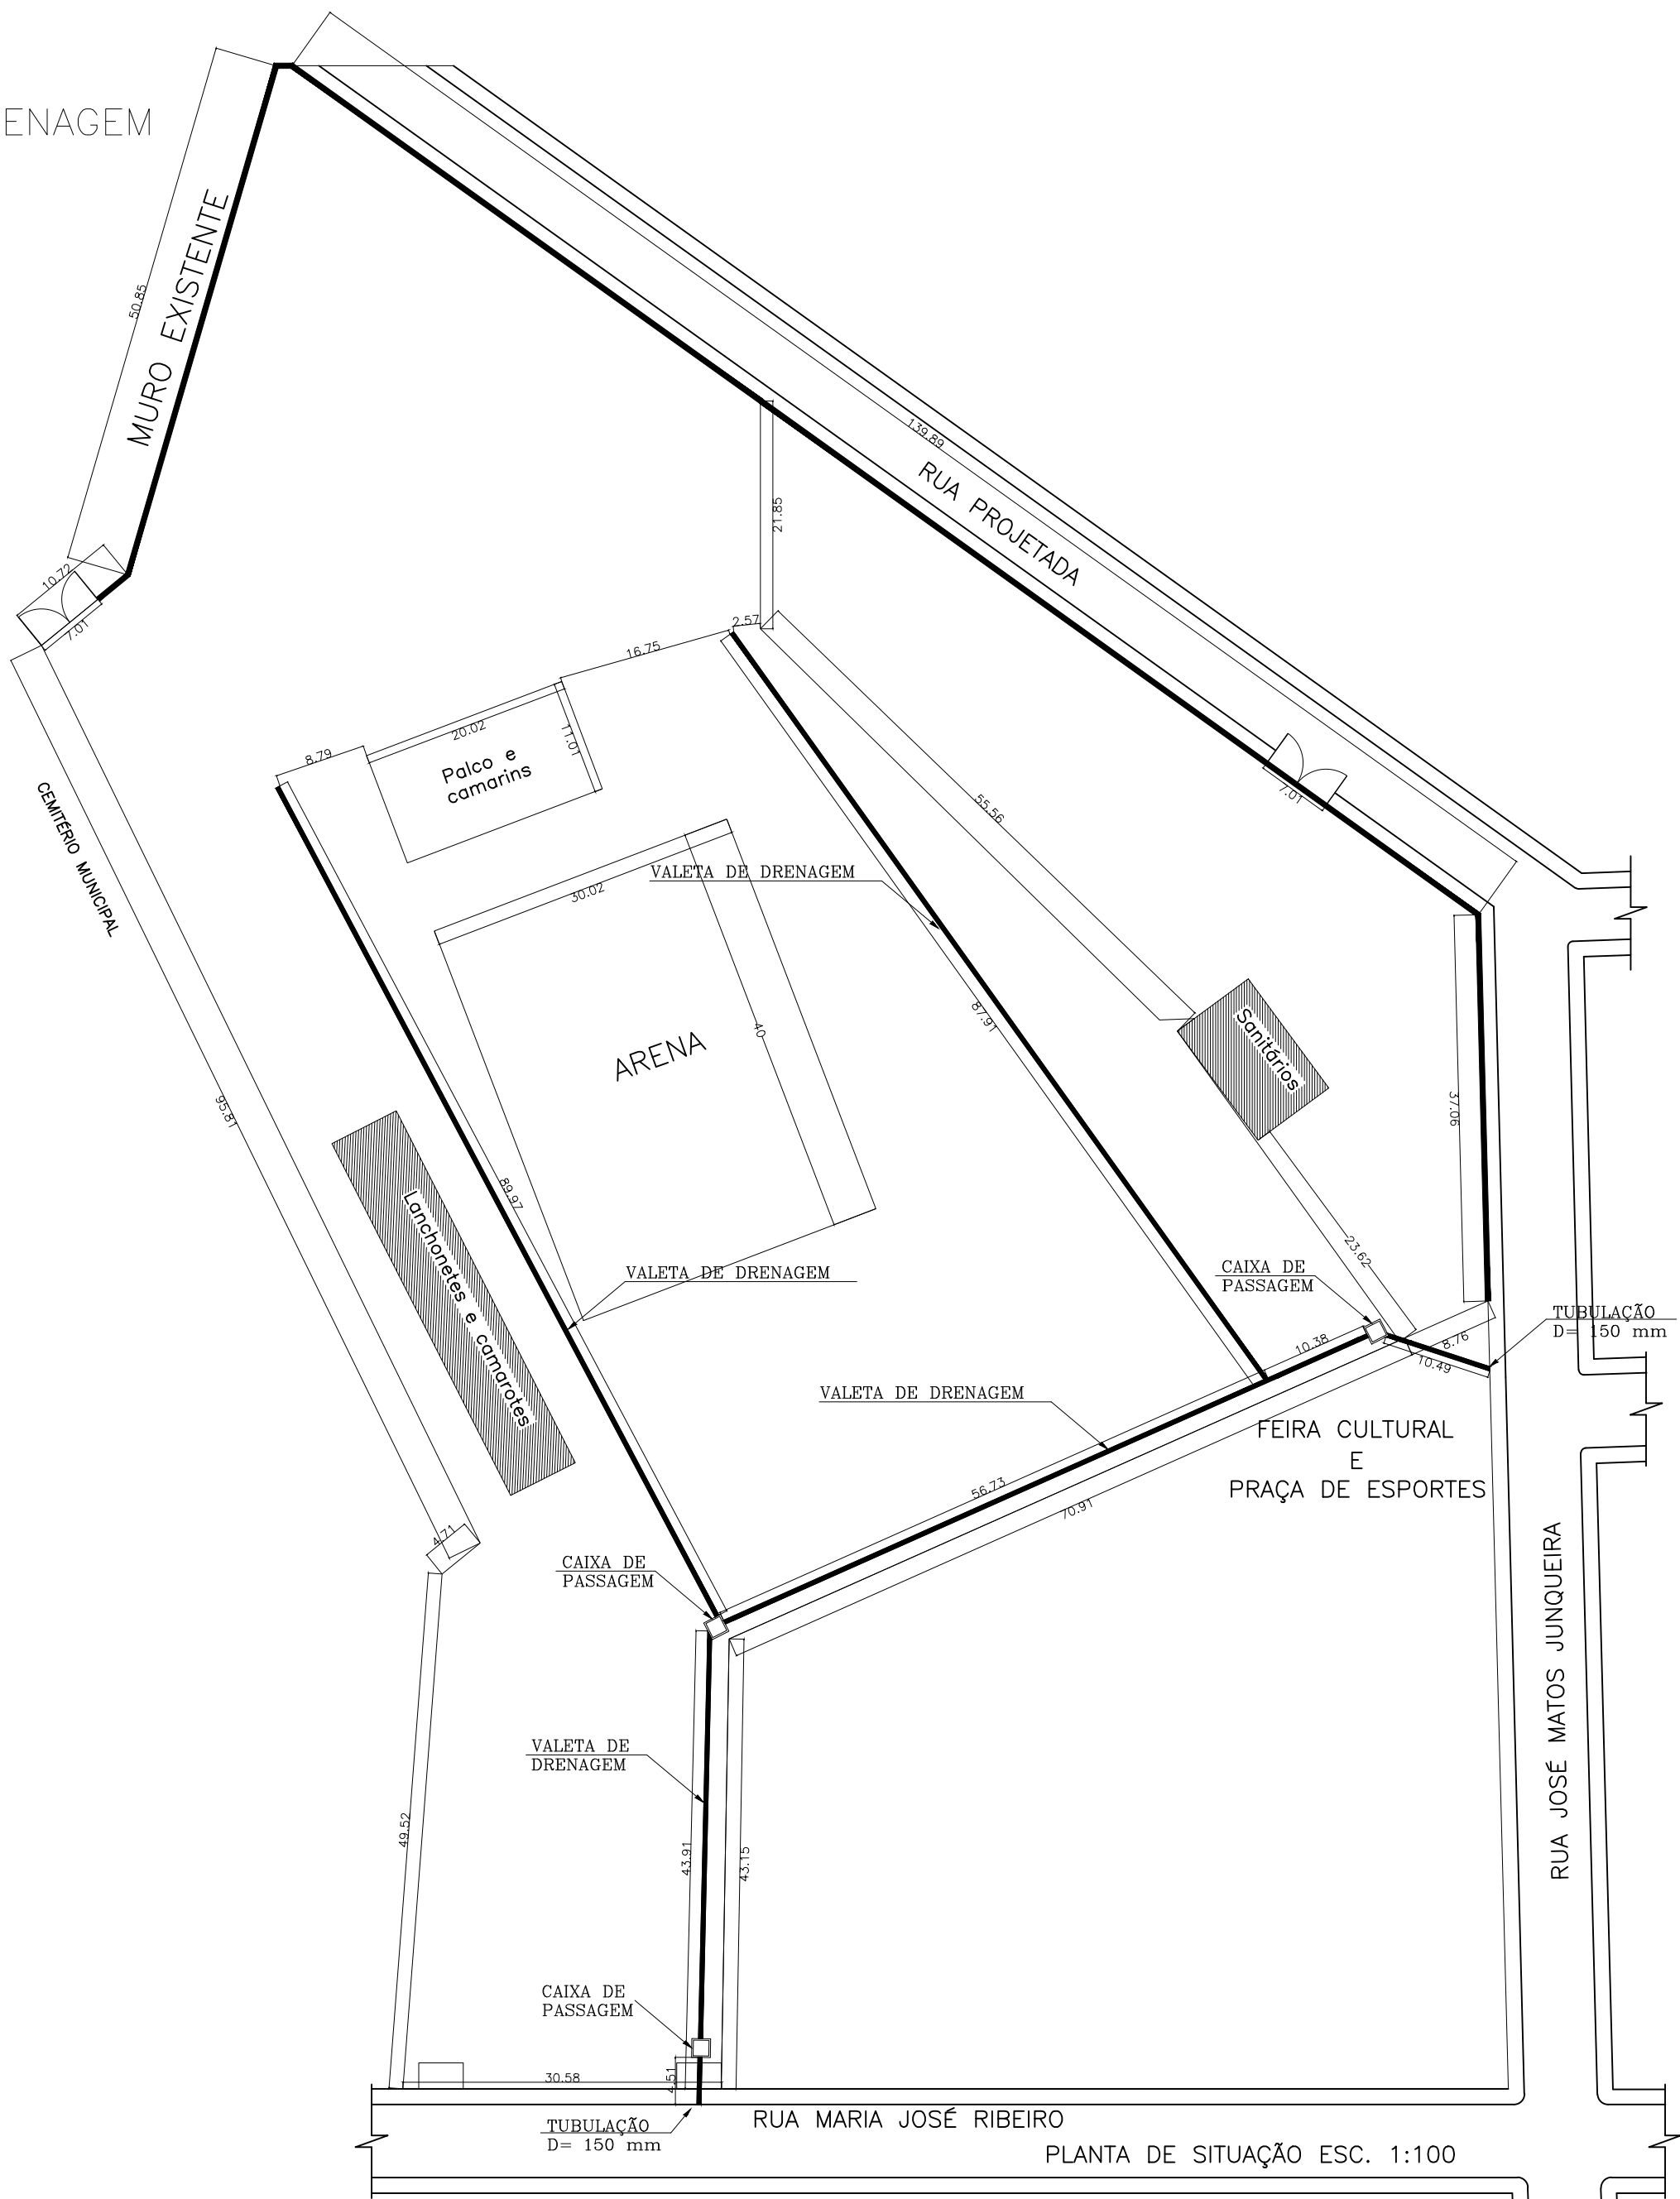 ENAGEM
MURO EXISTENTE
50.85
139.89
RUA PROJETADA
21.85
10.72
7.01
2.57
16.75
20.02
11.01
Palco e
camarins
8.79
7.01
55.56
CEMITÉRIO MUNICIPAL
VALETA DE DRENAGEM
30.02
40
ARENA
87.91
Sanitários
37.06
95.81
89.97
Lanchonetes e camarotes
VALETA DE DRENAGEM
23.62
CAIXA DE
PASSAGEM
TUBULAÇÃO
D= 150 mm
10.38
8.76
10.49
VALETA DE DRENAGEM
FEIRA CULTURAL
E
PRAÇA DE ESPORTES
56.73
70.91
4.71
CAIXA DE
PASSAGEM
RUA JOSÉ MATOS JUNQUEIRA
VALETA DE
DRENAGEM
49.52
43.91
43.15
CAIXA DE
PASSAGEM
30.58
4.51
TUBULAÇÃO
D= 150 mm
RUA MARIA JOSÉ RIBEIRO
PLANTA DE SITUAÇÃO ESC. 1:100